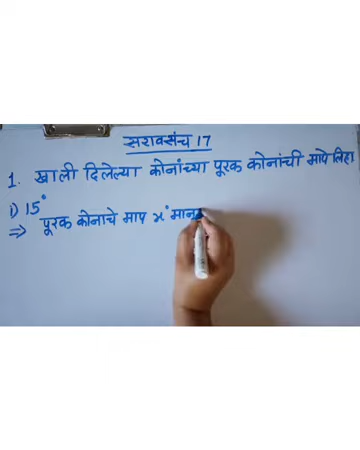 सरावसंच 17
1. खाली दिलेल्या कोनांच्या पूरक कोनांची मापे लिहा
i) 15°
⇒ पूरक कोनाचे माप x° मान